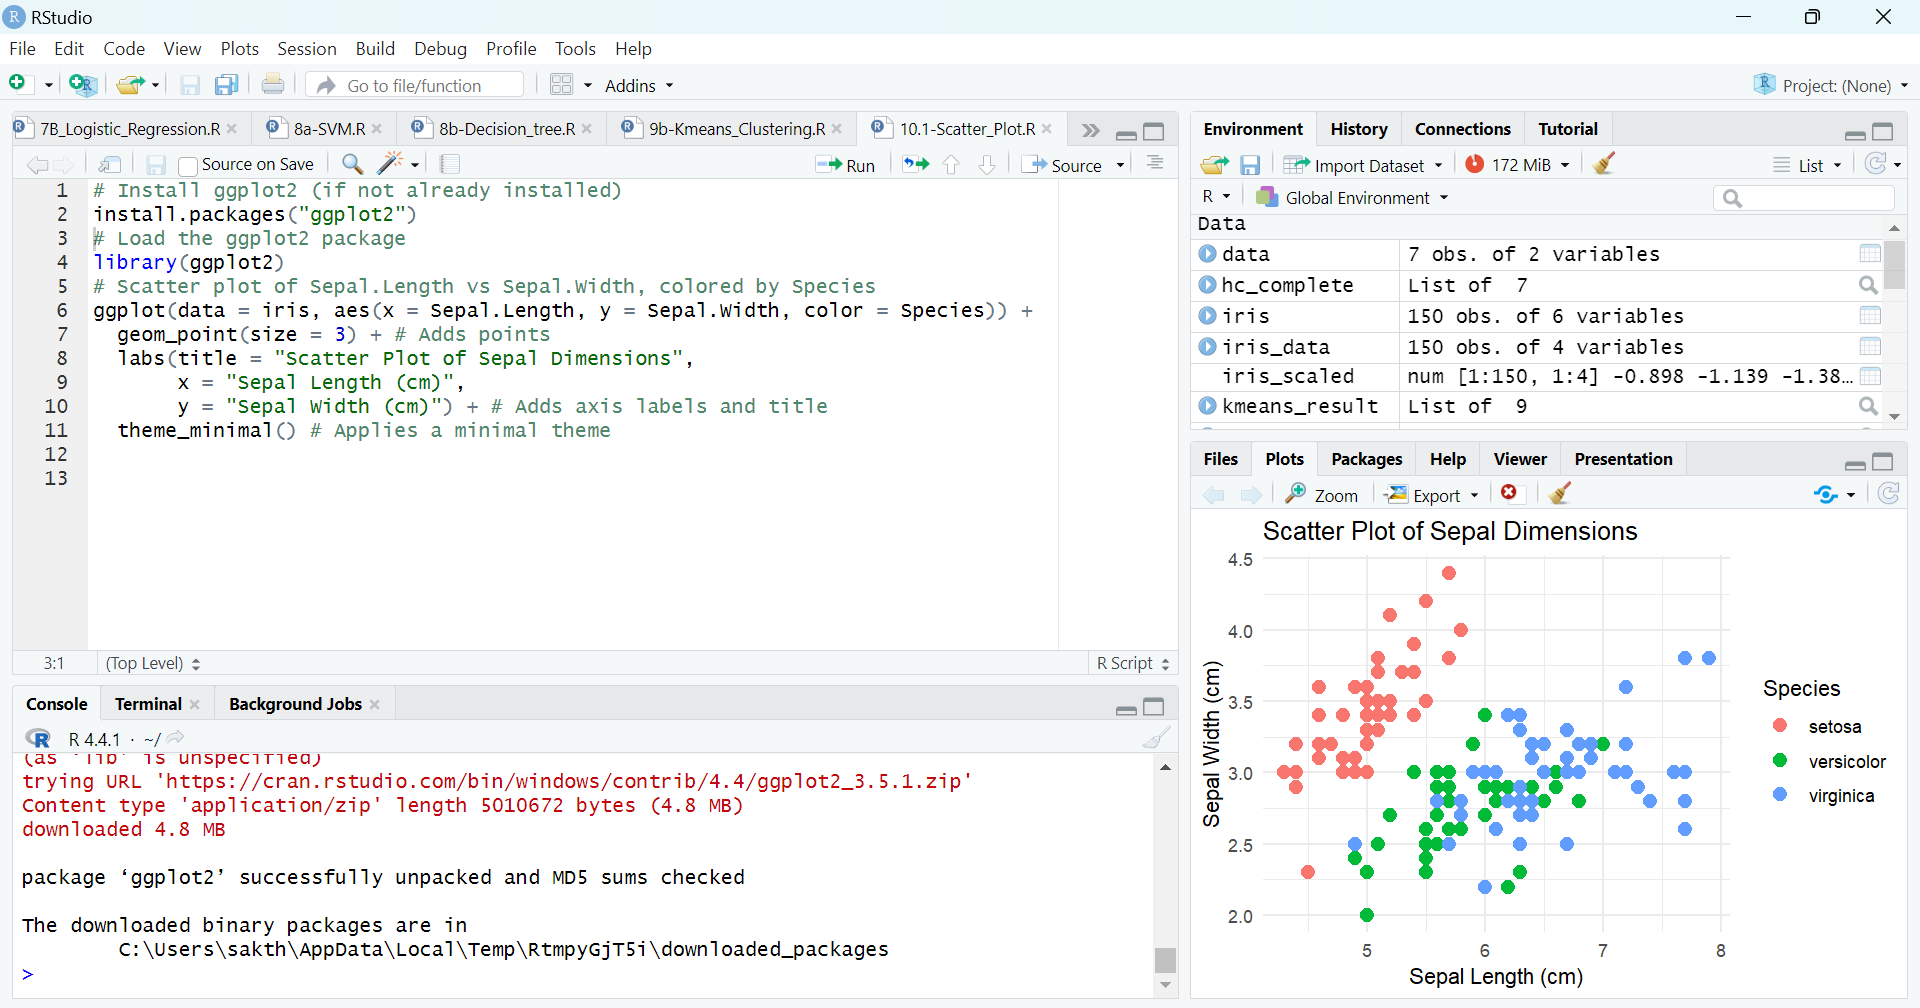 RStudio
File Edit Code View Plots Session Build Debug Profile Tools Help
Go to file/function Addins Project: (None)
7B_Logistic_Regression.R 8a-SVM.R 8b-Decision_tree.R 9b-Kmeans_Clustering.R 10.1-Scatter_Plot.R
Source on Save Run Source
1 # Install ggplot2 (if not already installed)
2 install.packages("ggplot2")
3 # Load the ggplot2 package
4 library(ggplot2)
5 # Scatter plot of Sepal.Length vs Sepal.Width, colored by Species
6 ggplot(data = iris, aes(x = Sepal.Length, y = Sepal.Width, color = Species)) +
7 geom_point(size = 3) + # Adds points
8 labs(title = "Scatter Plot of Sepal Dimensions",
9 x = "Sepal Length (cm)",
10 y = "Sepal Width (cm)") + # Adds axis labels and title
11 theme_minimal() # Applies a minimal theme
12
13
3:1 (Top Level) R Script
Console Terminal Background Jobs
R 4.4.1 · ~/
(as 'lib' is unspecified)
trying URL 'https://cran.rstudio.com/bin/windows/contrib/4.4/ggplot2_3.5.1.zip'
Content type 'application/zip' length 5010672 bytes (4.8 MB)
downloaded 4.8 MB
package ‘ggplot2’ successfully unpacked and MD5 sums checked
The downloaded binary packages are in
C:\Users\sakth\AppData\Local\Temp\RtmpyGjT5i\downloaded_packages
>
Environment History Connections Tutorial
Import Dataset 172 MiB List
R Global Environment
Data
data 7 obs. of 2 variables
hc_complete List of 7
iris 150 obs. of 6 variables
iris_data 150 obs. of 4 variables
iris_scaled num [1:150, 1:4] -0.898 -1.139 -1.38...
kmeans_result List of 9
Files Plots Packages Help Viewer Presentation
Zoom Export
Scatter Plot of Sepal Dimensions
4.5
4.0
3.5
3.0
2.5
2.0
Sepal Width (cm)
5 6 7 8
Sepal Length (cm)
Species
setosa
versicolor
virginica